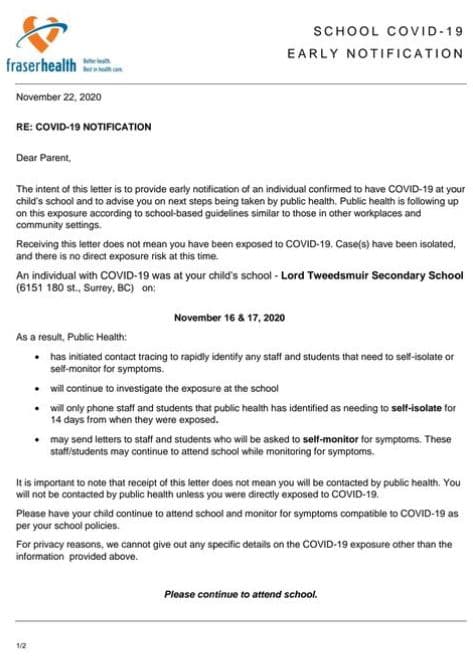 SCHOOL COVID-19
EARLY NOTIFICATION
fraserhealth
Better health.
Best in health care.
November 22, 2020
RE: COVID-19 NOTIFICATION
Dear Parent,
The intent of this letter is to provide early notification of an individual confirmed to have COVID-19 at your
child's school and to advise you on next steps being taken by public health. Public health is following up
on this exposure according to school-based guidelines similar to those in other workplaces and
community settings.
Receiving this letter does not mean you have been exposed to COVID-19. Case(s) have been isolated,
and there is no direct exposure risk at this time.
An individual with COVID-19 was at your child's school - Lord Tweedsmuir Secondary School
(6151 180 st., Surrey, BC) on:
November 16 & 17, 2020
As a result, Public Health:
• has initiated contact tracing to rapidly identify any staff and students that need to self-isolate or
self-monitor for symptoms.
• will continue to investigate the exposure at the school
• will only phone staff and students that public health has identified as needing to self-isolate for
14 days from when they were exposed.
• may send letters to staff and students who will be asked to self-monitor for symptoms. These
staff/students may continue to attend school while monitoring for symptoms.
It is important to note that receipt of this letter does not mean you will be contacted by public health. You
will not be contacted by public health unless you were directly exposed to COVID-19.
Please have your child continue to attend school and monitor for symptoms compatible to COVID-19 as
per your school policies.
For privacy reasons, we cannot give out any specific details on the COVID-19 exposure other than the
information provided above.
Please continue to attend school.
1/2